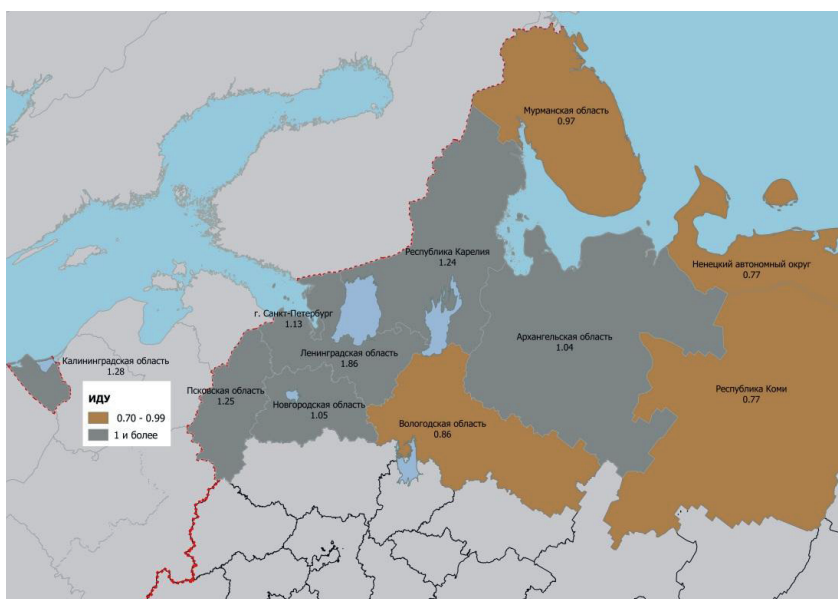 Мурманская область
0.97
Республика Карелия
1.24
Ненецкий автономный округ
0.77
г. Санкт-Петербург
1.13
Архангельская область
1.04
Ленинградская область
1.86
Калининградская область
1.28
Псковская область
1.25
Новгородская область
1.05
Республика Коми
0.77
Вологодская область
0.86
ИДУ
0.70 - 0.99
1 и более